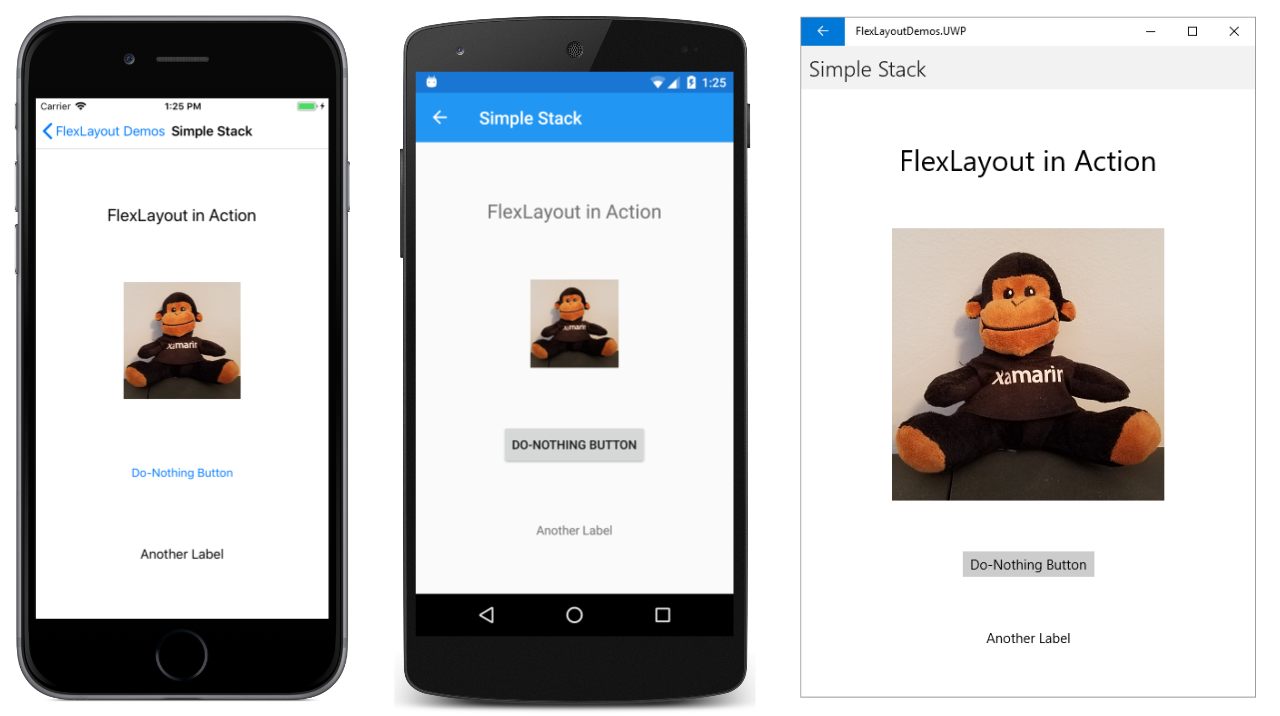 Carrier 1:25 PM
FlexLayout Demos Simple Stack
FlexLayout in Action
xamarin
Do-Nothing Button
Another Label
1:25
Simple Stack
FlexLayout in Action
xamarin
DO-NOTHING BUTTON
Another Label
FlexLayoutDemos.UWP
Simple Stack
FlexLayout in Action
Xamarin
Do-Nothing Button
Another Label